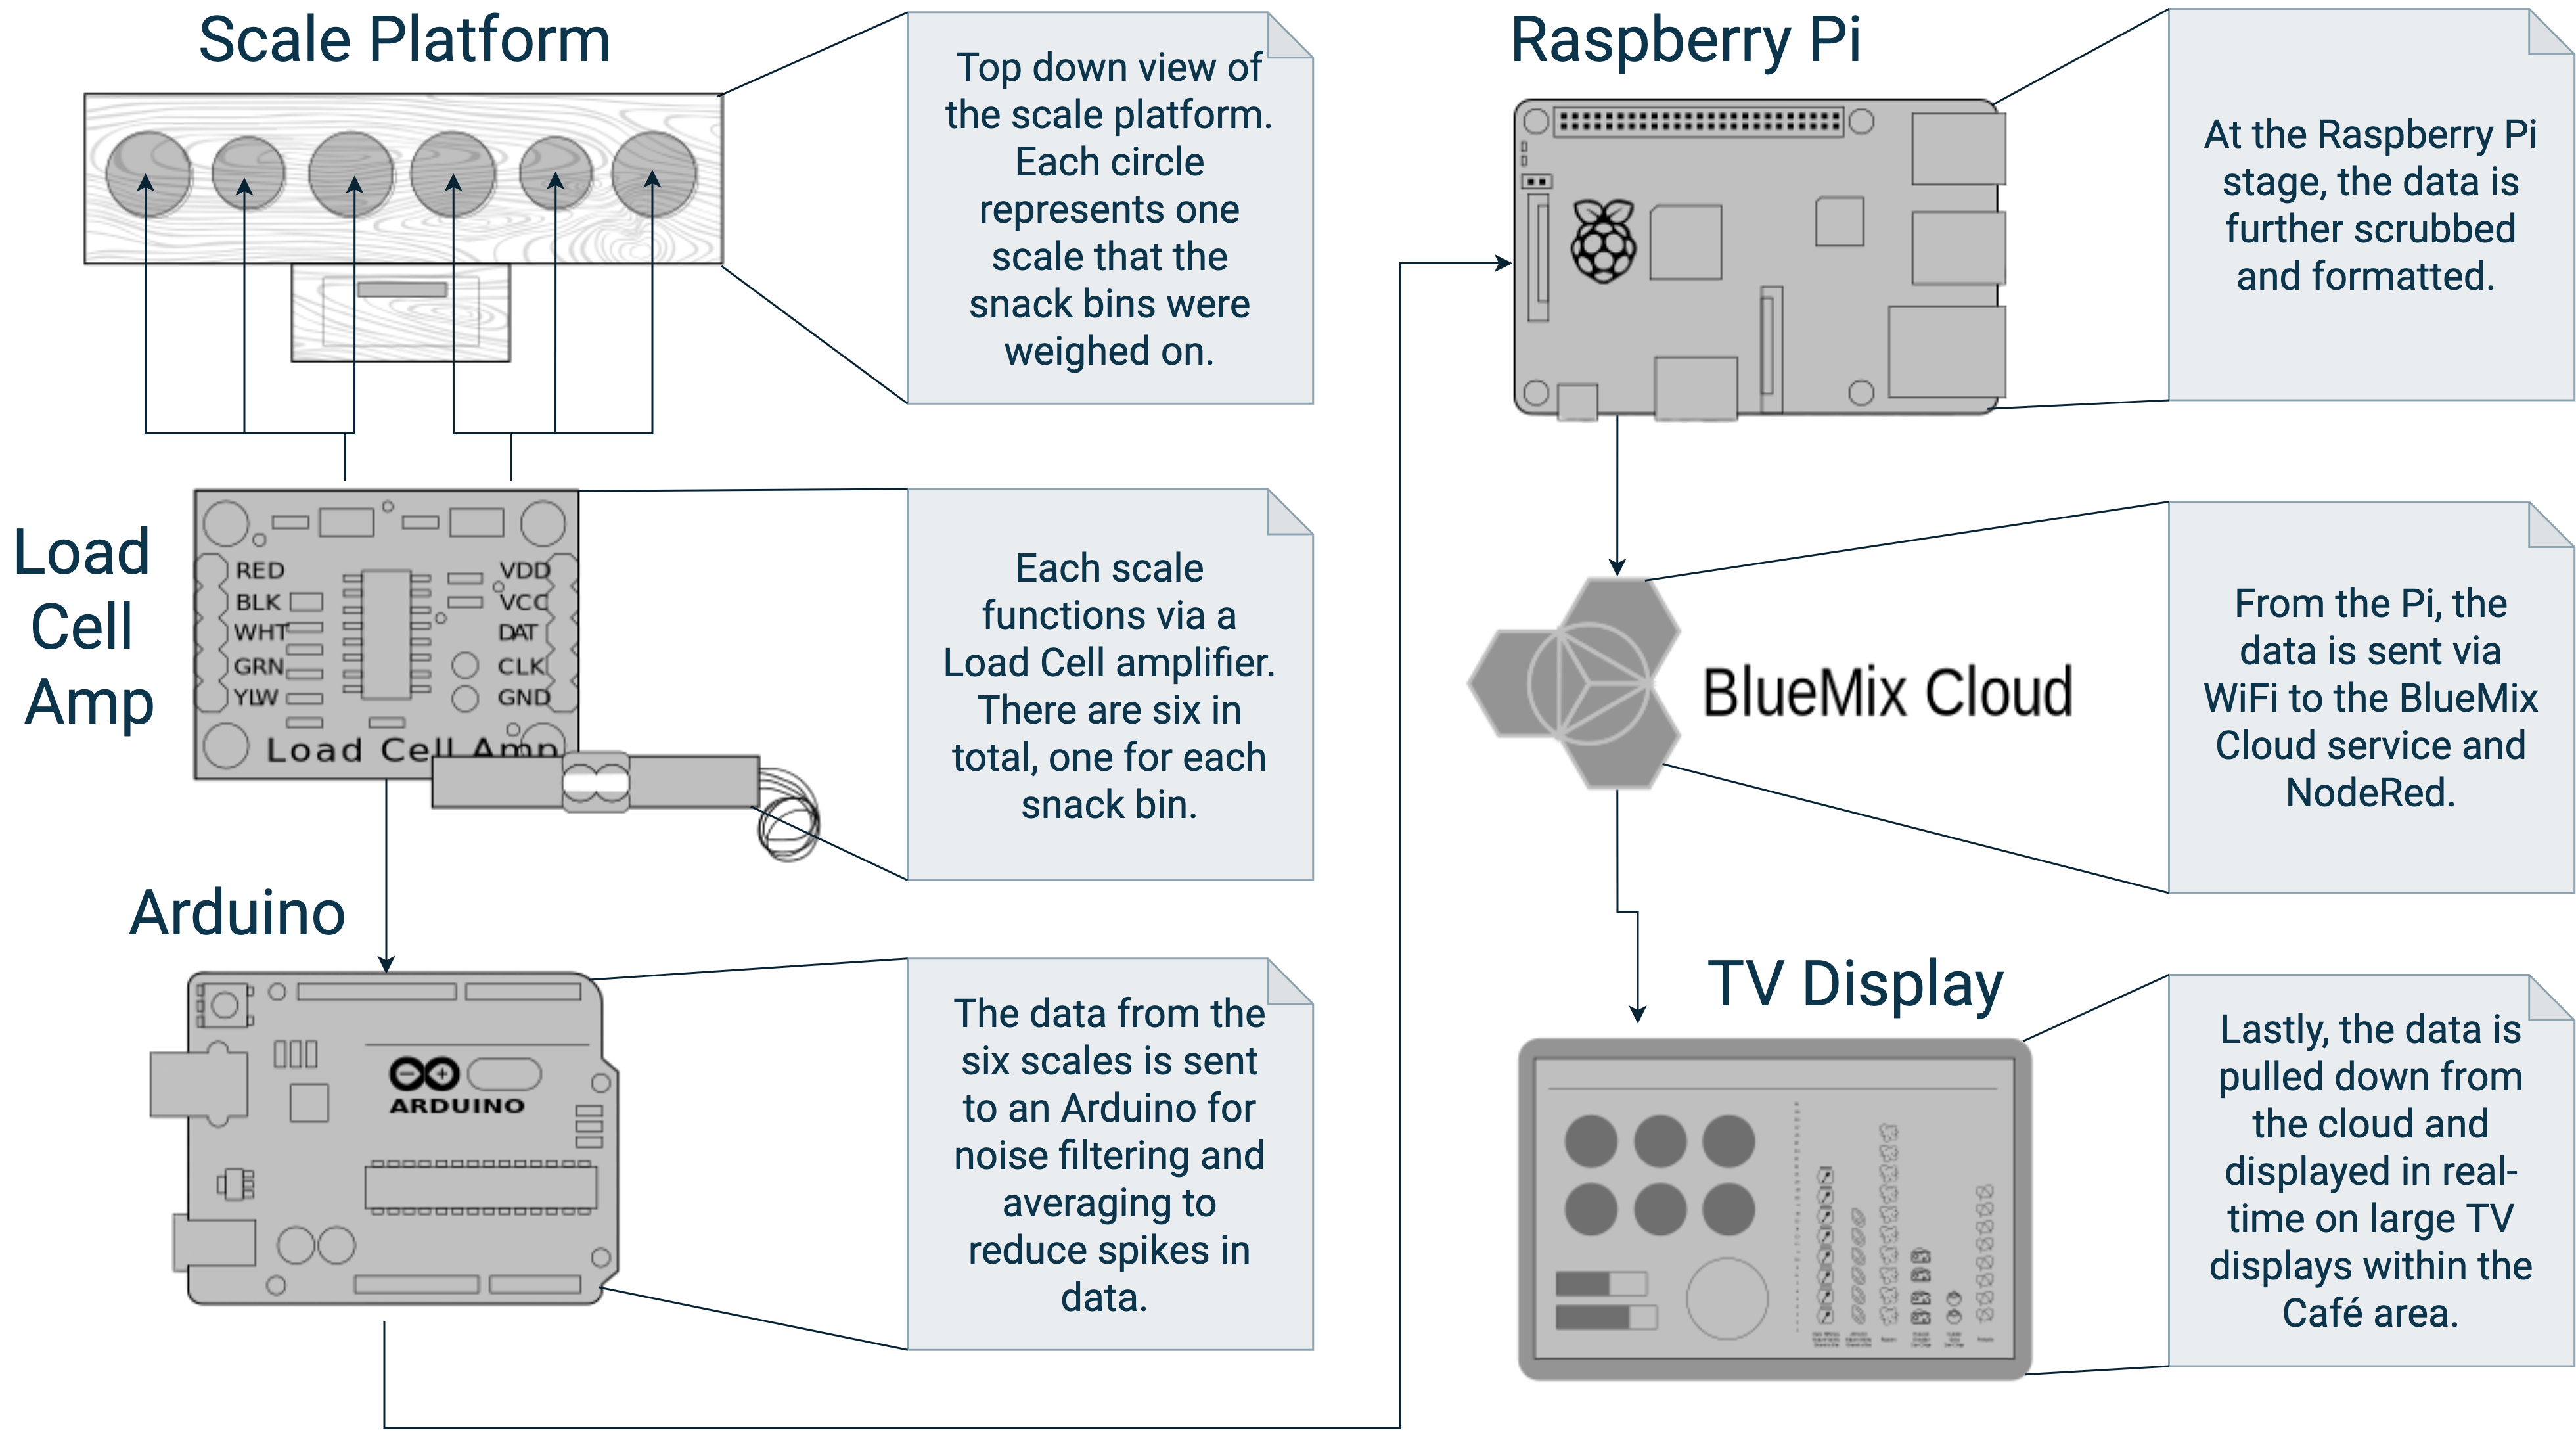 Scale Platform
Top down view of
the scale platform.
Each circle
represents one
scale that the
snack bins were
weighed on.
Load
Cell
Amp
RED
BLK
WHT
GRN
YLW
VDD
VCC
DAT
CLK
GND
Load Cell Amp
Each scale
functions via a
Load Cell amplifier.
There are six in
total, one for each
snack bin.
Arduino
ARDUINO
The data from the
six scales is sent
to an Arduino for
noise filtering and
averaging to
reduce spikes in
data.
Raspberry Pi
At the Raspberry Pi
stage, the data is
further scrubbed
and formatted.
BlueMix Cloud
From the Pi, the
data is sent via
WiFi to the BlueMix
Cloud service and
NodeRed.
TV Display
Lastly, the data is
pulled down from
the cloud and
displayed in real-
time on large TV
displays within the
Café area.